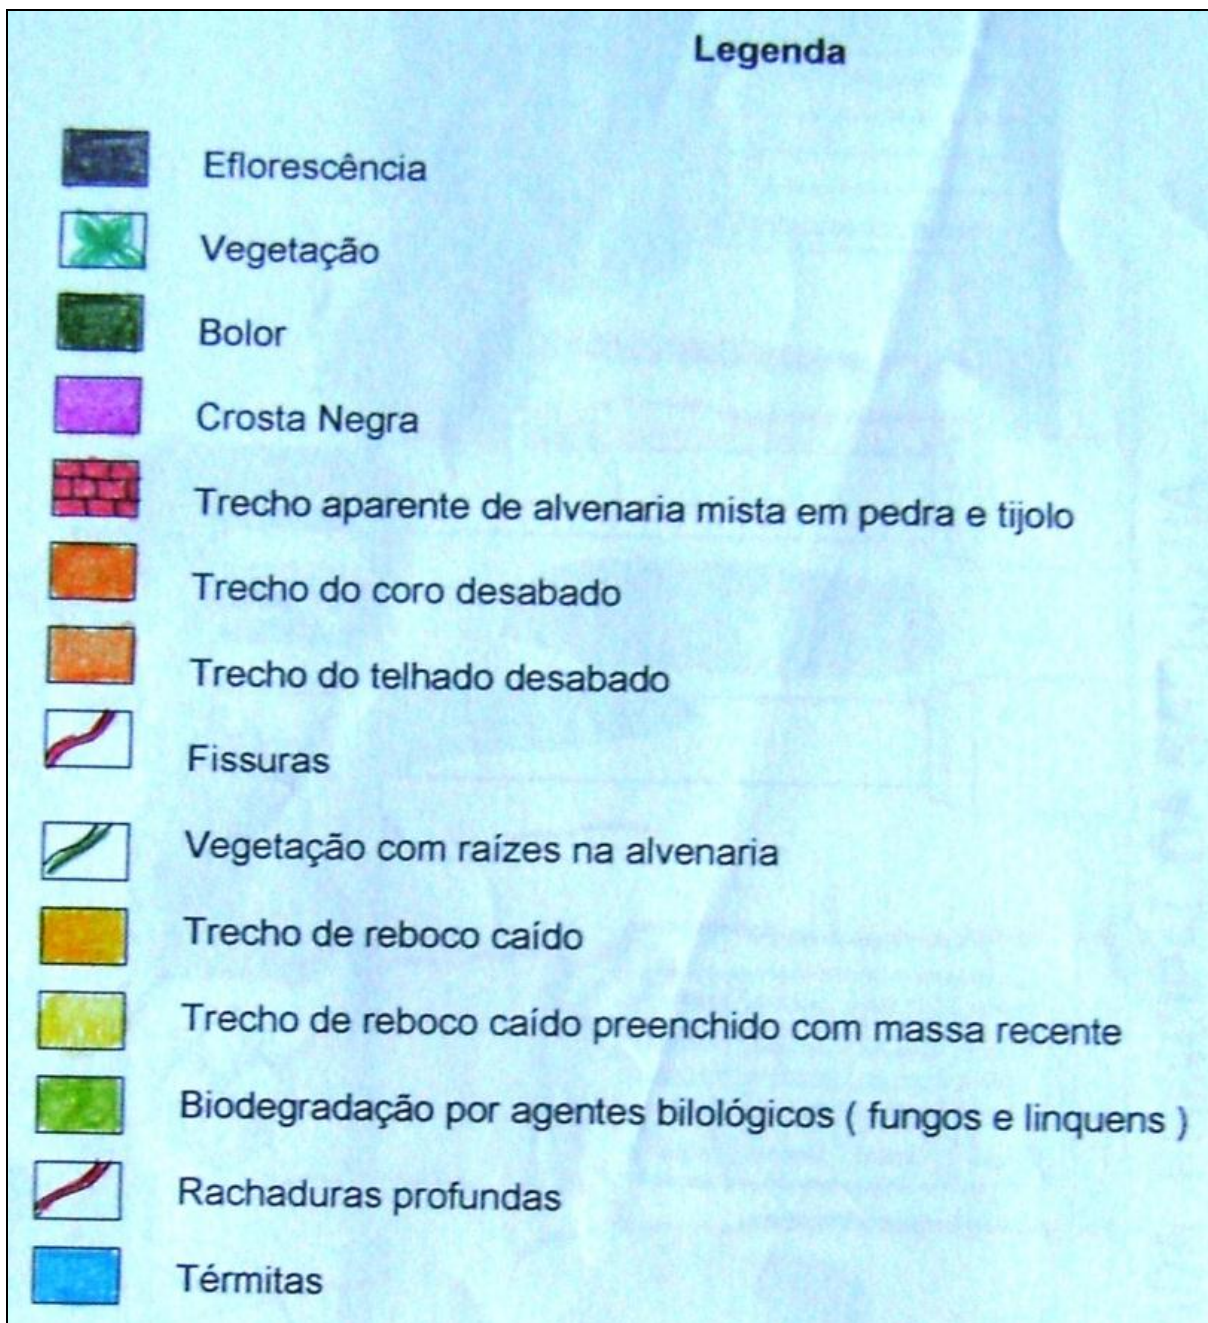 Legenda
Eflorescência
Vegetação
Bolor
Crosta Negra
Trecho aparente de alvenaria mista em pedra e tijolo
Trecho do coro desabado
Trecho do telhado desabado
Fissuras
Vegetação com raízes na alvenaria
Trecho de reboco caído
Trecho de reboco caído preenchido com massa recente
Biodegradação por agentes bilológicos ( fungos e linquens )
Rachaduras profundas
Térmitas